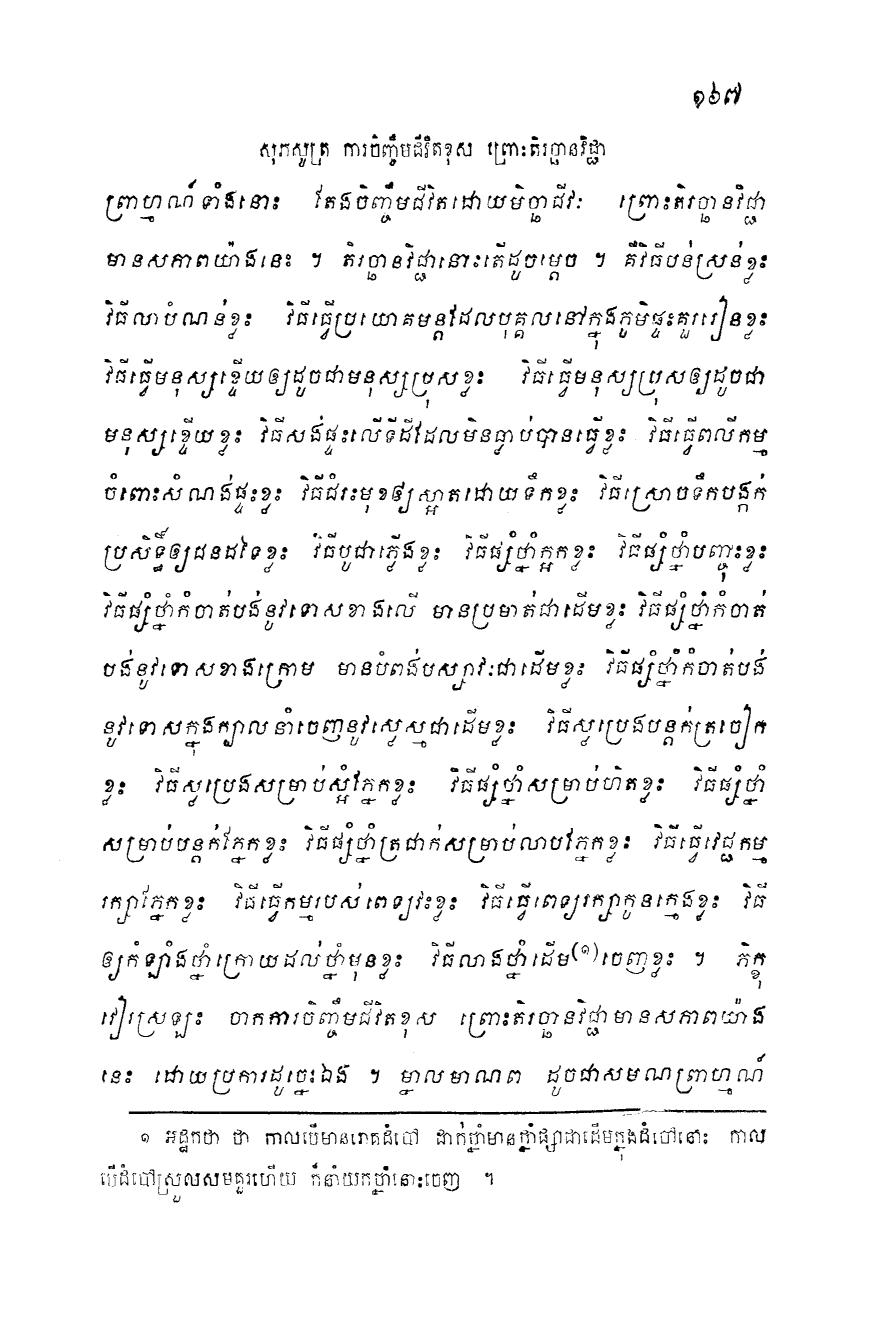 ១៦៧
សុភសូត្រ ការចិញ្ចឹមជីវិតខុស ព្រោះតិរច្ឆានវិជ្ជា
ព្រាហ្មណ៍ទាំងនោះ តែងចិញ្ចឹមជីវិតដោយមិច្ឆាជីវៈ ព្រោះតិរច្ឆានវិជ្ជា
មានសភាពយ៉ាងនេះ ។ តិរច្ឆានវិជ្ជានោះតើដូចម្តេច ។ គឺវិធីបន់ស្រន់ខ្លះ
វិធីលាបំណន់ខ្លះ វិធីធ្វើប្រយោគមន្តដែលបុគ្គលនៅក្នុងភូមិផ្ទះគួររៀនខ្លះ
វិធីធ្វើមនុស្សខ្ទើយឲ្យដូចជាមនុស្សប្រុសខ្លះ វិធីធ្វើមនុស្សប្រុសឲ្យដូចជា
មនុស្សខ្ទើយខ្លះ វិធីសង់ផ្ទះលើទីដីដែលមិនធ្លាប់បានធ្វើខ្លះ វិធីធ្វើពលីកម្ម
ចំពោះសំណង់ផ្ទះខ្លះ វិធីជំរះមុខឲ្យស្អាតដោយទឹកខ្លះ វិធីស្រោបទឹកបង្កក់
ប្រសិទ្ធិ៍ឲ្យជនដទៃខ្លះ វិធីបូជាភ្លើងខ្លះ វិធីផ្សំថ្នាំក្អកខ្លះ វិធីផ្សំថ្នាំបញ្ចុះខ្លះ
វិធីផ្សំថ្នាំកំចាត់បង់នូវទោសខាងលើ មានប្រមាត់ជាដើមខ្លះ វិធីផ្សំថ្នាំកំចាត់
បង់នូវទោសខាងក្រោម មានបំពង់បស្សាវៈជាដើមខ្លះ វិធីផ្សំថ្នាំកំចាត់បង់
នូវទោសក្នុងក្បាលនាំចេញនូវស្លេស្មជាដើមខ្លះ វិធីស្លប្រេងបន្តក់ត្រចៀក
ខ្លះ វិធីស្លប្រេងសម្រាប់ស្អំភ្នែកខ្លះ វិធីផ្សំថ្នាំសម្រាប់ហិតខ្លះ វិធីផ្សំថ្នាំ
សម្រាប់បន្តក់ភ្នែកខ្លះ វិធីផ្សំថ្នាំត្រជាក់សម្រាប់លាបភ្នែកខ្លះ វិធីធ្វើវេជ្ជកម្ម
រក្សាភ្នែកខ្លះ វិធីធ្វើកម្មរបស់ពេទ្យវះខ្លះ វិធីធ្វើពេទ្យរក្សាកូនក្មេងខ្លះ វិធី
ឲ្យកំឡាំងថ្នាំក្រោយដល់ថ្នាំមុនខ្លះ វិធីលាងថ្នាំដើម(១)ចេញខ្លះ ។ ភិក្ខុ
វៀរស្រឡះ ចាកការចិញ្ចឹមជីវិតខុស ព្រោះតិរច្ឆានវិជ្ជាមានសភាពយ៉ាង
នេះ ដោយប្រការដូច្នេះឯង ។ ម្នាលមាណព ដូចជាសមណព្រាហ្មណ៍
១ អដ្ឋកថា ថា កាលបើមានរោគដំបៅ ដាក់ថ្នាំមានថ្នាំផ្សាជាដើមក្នុងដំបៅនោះ កាល
បើដំបៅស្រួលសមគួរហើយ ក៏នាំយកថ្នាំនោះចេញ ។